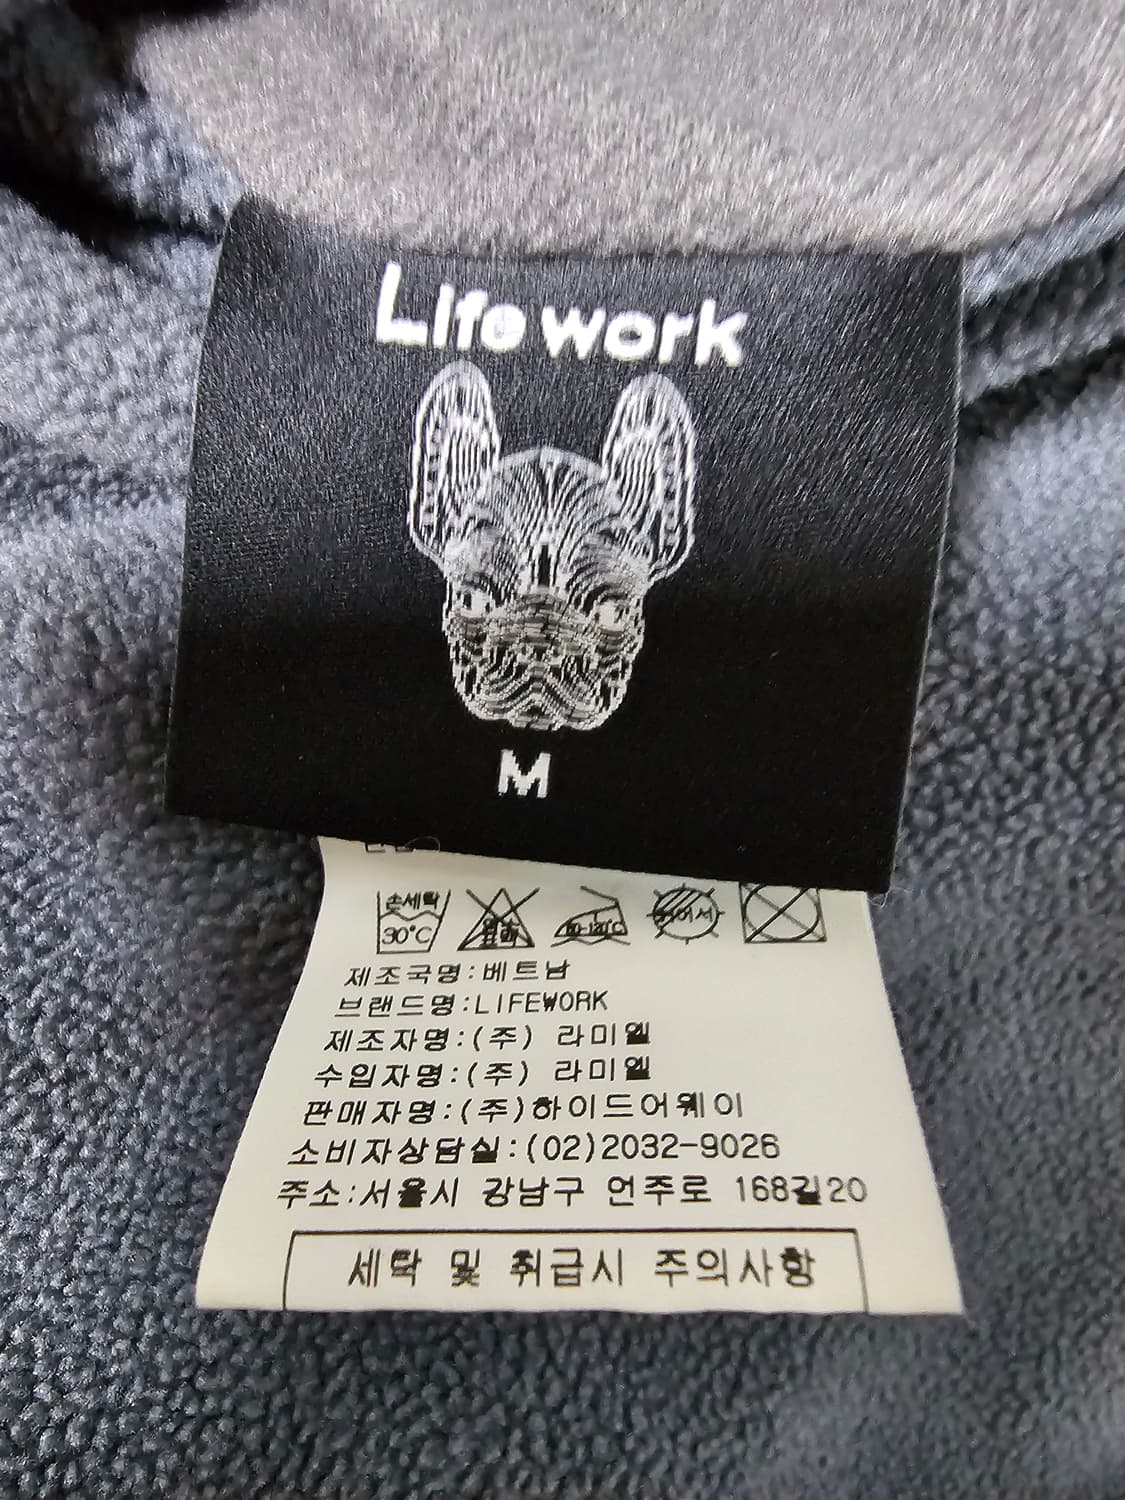 Life work
M
손세탁
30°C
80-120°C
제조국명:베트남
브랜드명:LIFEWORK
제조자명:(주) 라미엘
수입자명:(주) 라미엘
판매자명:(주)하이드어웨이
소비자상담실:(02)2032-9026
주소:서울시 강남구 언주로 168길20
세탁 및 취급시 주의사항